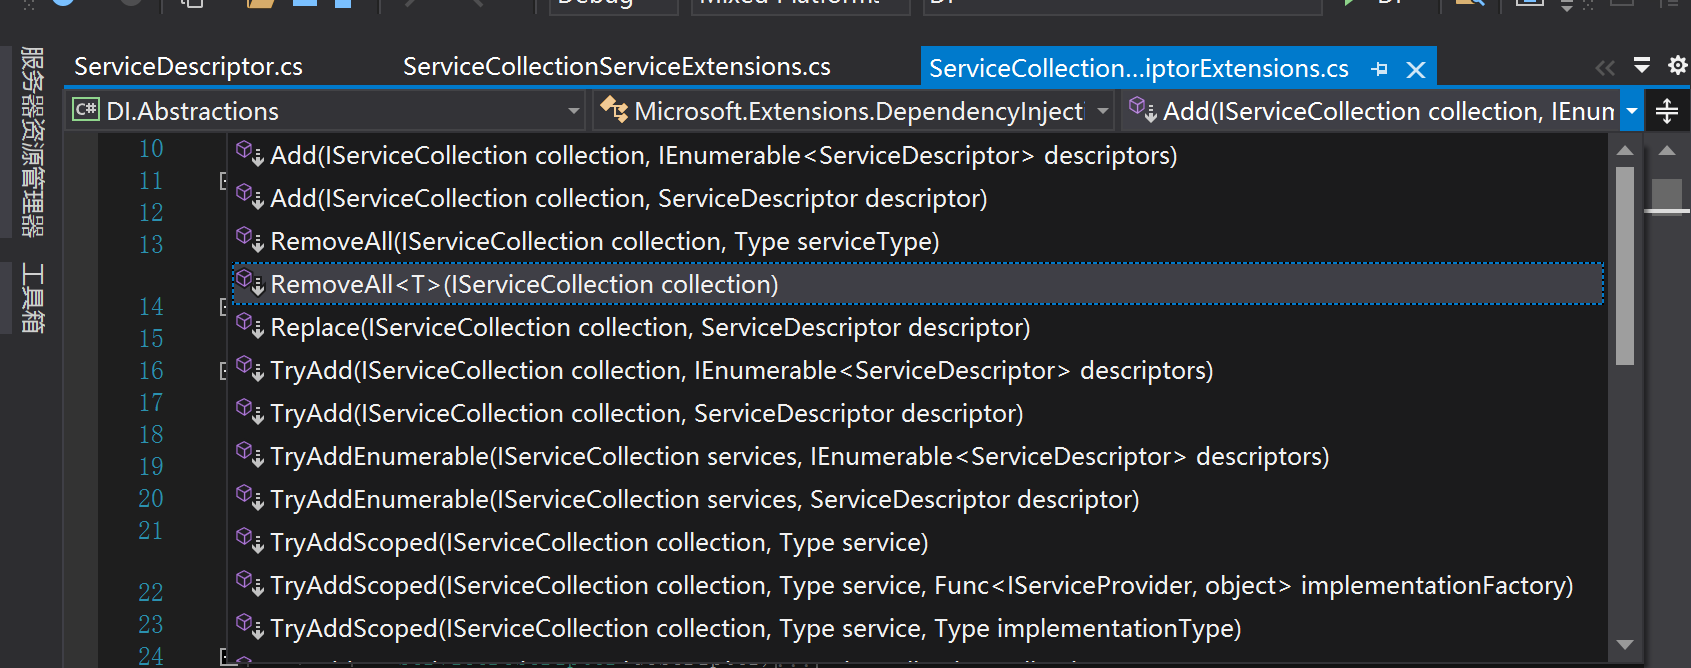 Debug
DI
服务器资源管理器
工具箱
ServiceDescriptor.cs
ServiceCollectionServiceExtensions.cs
ServiceCollection...iptorExtensions.cs
C# DI.Abstractions
Microsoft.Extensions.DependencyInjecti
Add(IServiceCollection collection, IEnum
10
11
12
13
14
15
16
17
18
19
20
21
22
23
24
Add(IServiceCollection collection, IEnumerable<ServiceDescriptor> descriptors)
Add(IServiceCollection collection, ServiceDescriptor descriptor)
RemoveAll(IServiceCollection collection, Type serviceType)
RemoveAll<T>(IServiceCollection collection)
Replace(IServiceCollection collection, ServiceDescriptor descriptor)
TryAdd(IServiceCollection collection, IEnumerable<ServiceDescriptor> descriptors)
TryAdd(IServiceCollection collection, ServiceDescriptor descriptor)
TryAddEnumerable(IServiceCollection services, IEnumerable<ServiceDescriptor> descriptors)
TryAddEnumerable(IServiceCollection services, ServiceDescriptor descriptor)
TryAddScoped(IServiceCollection collection, Type service)
TryAddScoped(IServiceCollection collection, Type service, Func<IServiceProvider, object> implementationFactory)
TryAddScoped(IServiceCollection collection, Type service, Type implementationType)